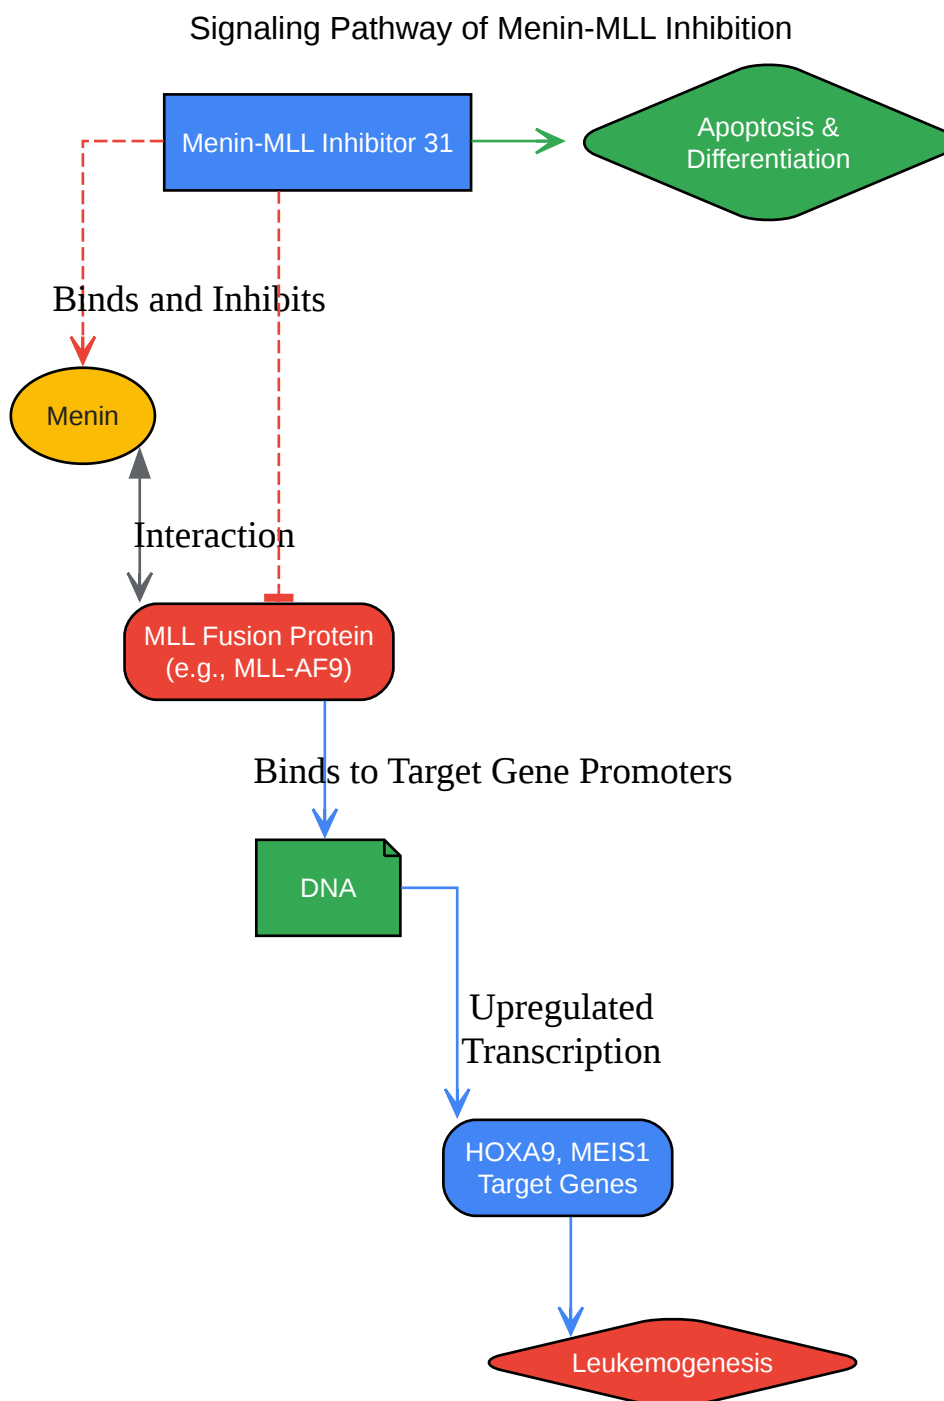 Signaling Pathway of Menin-MLL Inhibition
Menin-MLL Inhibitor 31
Apoptosis &
Differentiation
Binds and Inhibits
Menin
Interaction
MLL Fusion Protein
(e.g., MLL-AF9)
Binds to Target Gene Promoters
DNA
Upregulated
Transcription
HOXA9, MEIS1
Target Genes
Leukemogenesis